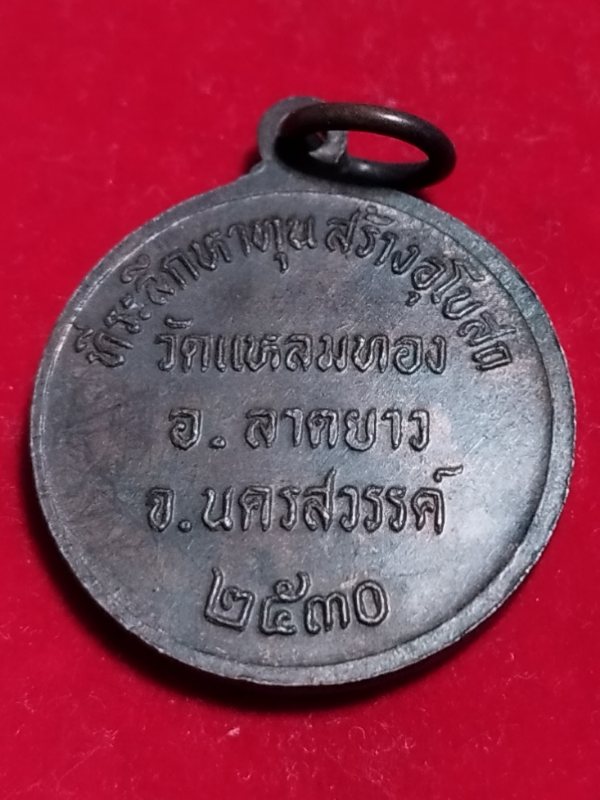 ที่ระลึกหาทุนสร้างอุโบสถ
วัดแหลมทอง
อ. ลาดยาว
จ. นครสวรรค์
๒๕๓๐